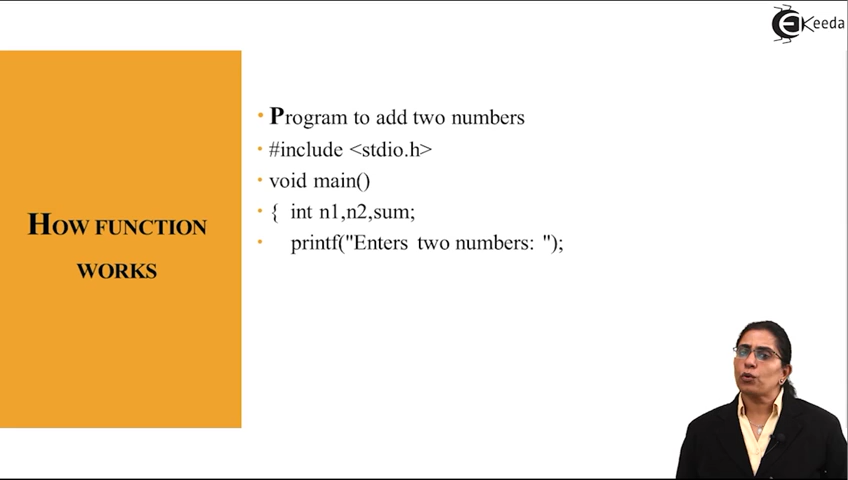 Keeda
HOW FUNCTION
WORKS
• Program to add two numbers
• #include <stdio.h>
• void main()
• { int n1,n2,sum;
• printf("Enters two numbers: ");